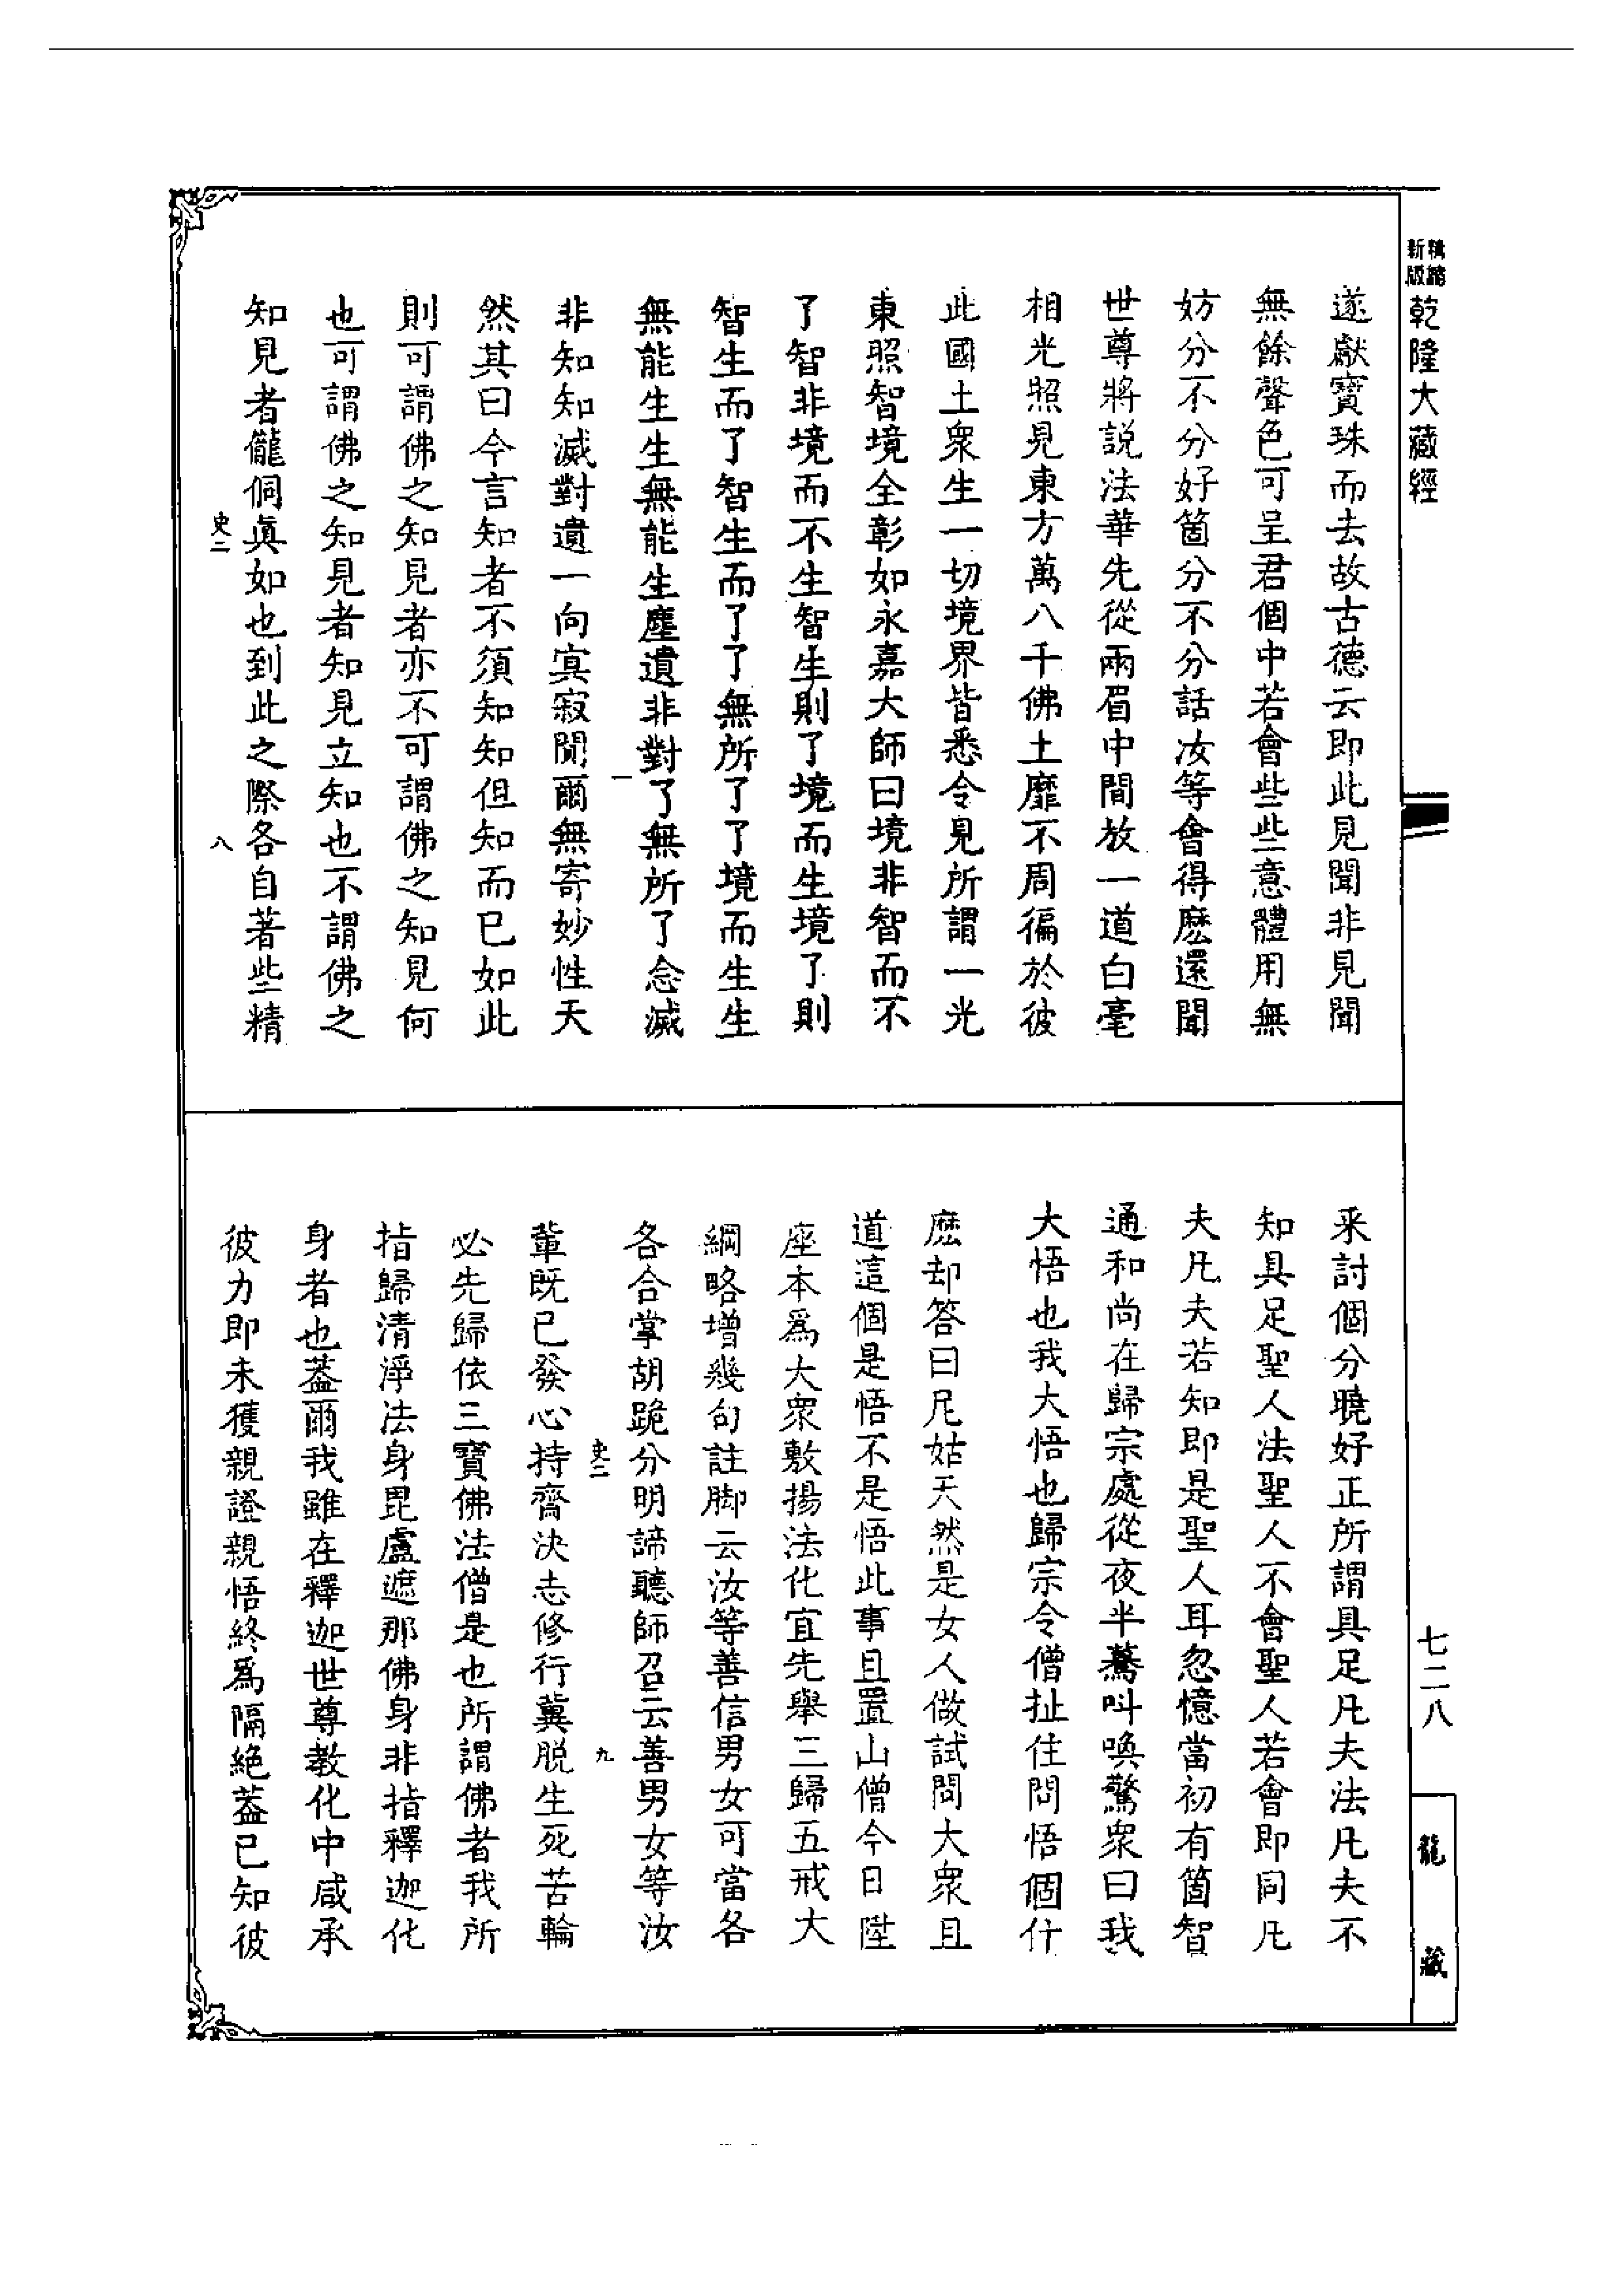 精縮新版
乾隆大藏經
遂獻寶珠而去故古德云即此見聞非見聞
無餘聲色可呈君個中若會些些意體用無
妨分不分好箇分不分話汝等會得麽還聞
世尊將説法華先從兩眉中間放一道白毫
相光照見東方萬八千佛土靡不周徧於彼
此國土衆生一切境界皆悉令見所謂一光
東照智境全彰如永嘉大師曰境非智而不
了智非境而不生智生則了境而生境了則
智生而了智生而了了無所了了境而生生
無能生生無能生塵遺非對了無所了念滅
非知知滅對遺一向寞寂閴爾無寄妙性天
然其曰今言知者不須知知但知而已如此
則可謂佛之知見者亦不可謂佛之知見何
也可謂佛之知見者知見立知也不謂佛之
知見者儱侗眞如也到此之際各自著些精
史二 八
采討個分曉好正所謂具足凡夫法凡夫不
知具足聖人法聖人不會聖人若會即同凡
夫凡夫若知即是聖人耳忽憶當初有箇智
通和尚在歸宗處從夜半驀叫喚驚衆曰我
大悟也我大悟也歸宗令僧扯住問悟個什
麽却答曰尼姑天然是女人做試問大衆且
道這個是悟不是悟此事且置山僧今日陞
座本爲大衆敷揚法化宜先舉三歸五戒大
綱略增幾句註脚云汝等善信男女可當各
各合掌胡跪分明諦聽師召云善男女等汝
史二 九
輩既已發心持齋決志修行冀脱生死苦輪
必先歸依三寶佛法僧是也所謂佛者我所
指歸清淨法身毘盧遮那佛身非指釋迦化
身者也蓋爾我雖在釋迦世尊教化中咸承
彼力即未獲親證親悟終爲隔絶蓋已知彼
七二八
龍藏